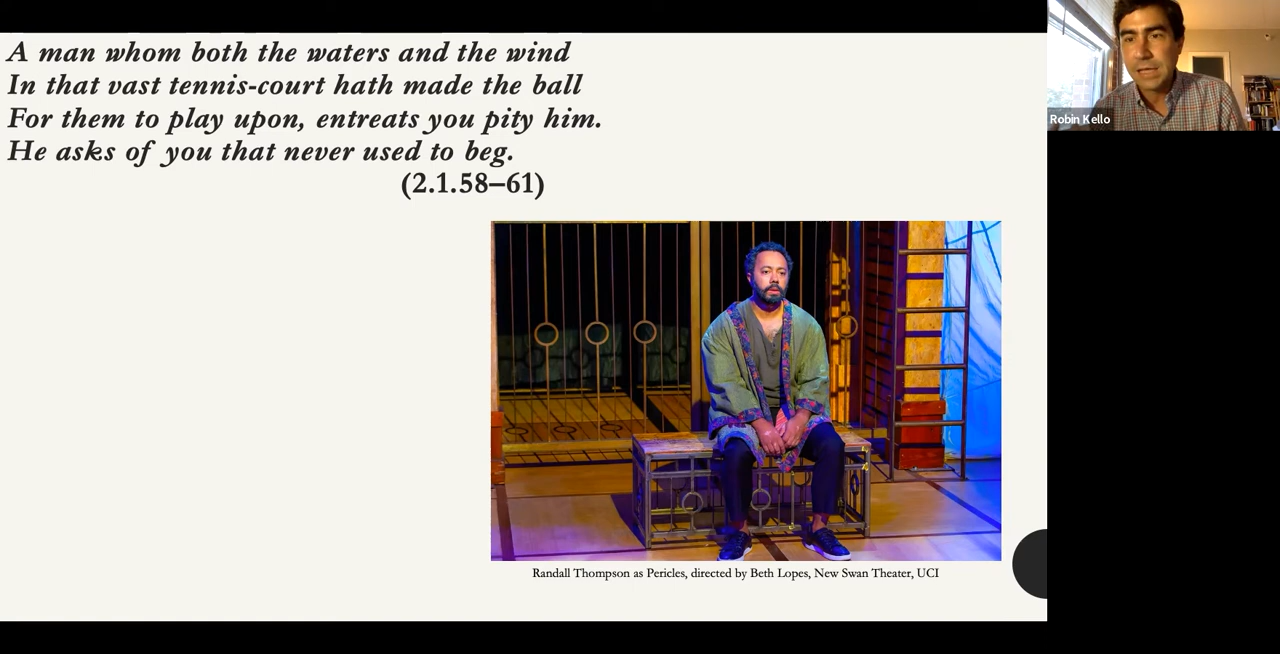 A man whom both the waters and the wind
In that vast tennis-court hath made the ball
For them to play upon, entreats you pity him.
He asks of you that never used to beg.
(2.1.58–61)
Robin Kello
Randall Thompson as Pericles, directed by Beth Lopes, New Swan Theater, UCI